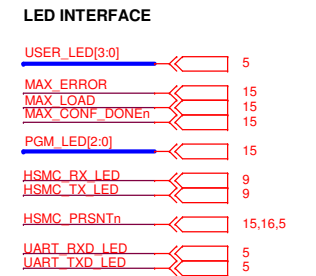 LED INTERFACE
USER_LED[3:0] 5
MAX_ERROR 15
MAX_LOAD 15
MAX_CONF_DONEn 15
PGM_LED[2:0] 15
HSMC_RX_LED 9
HSMC_TX_LED 9
HSMC_PRSNTn 15,16,5
UART_RXD_LED 5
UART_TXD_LED 5